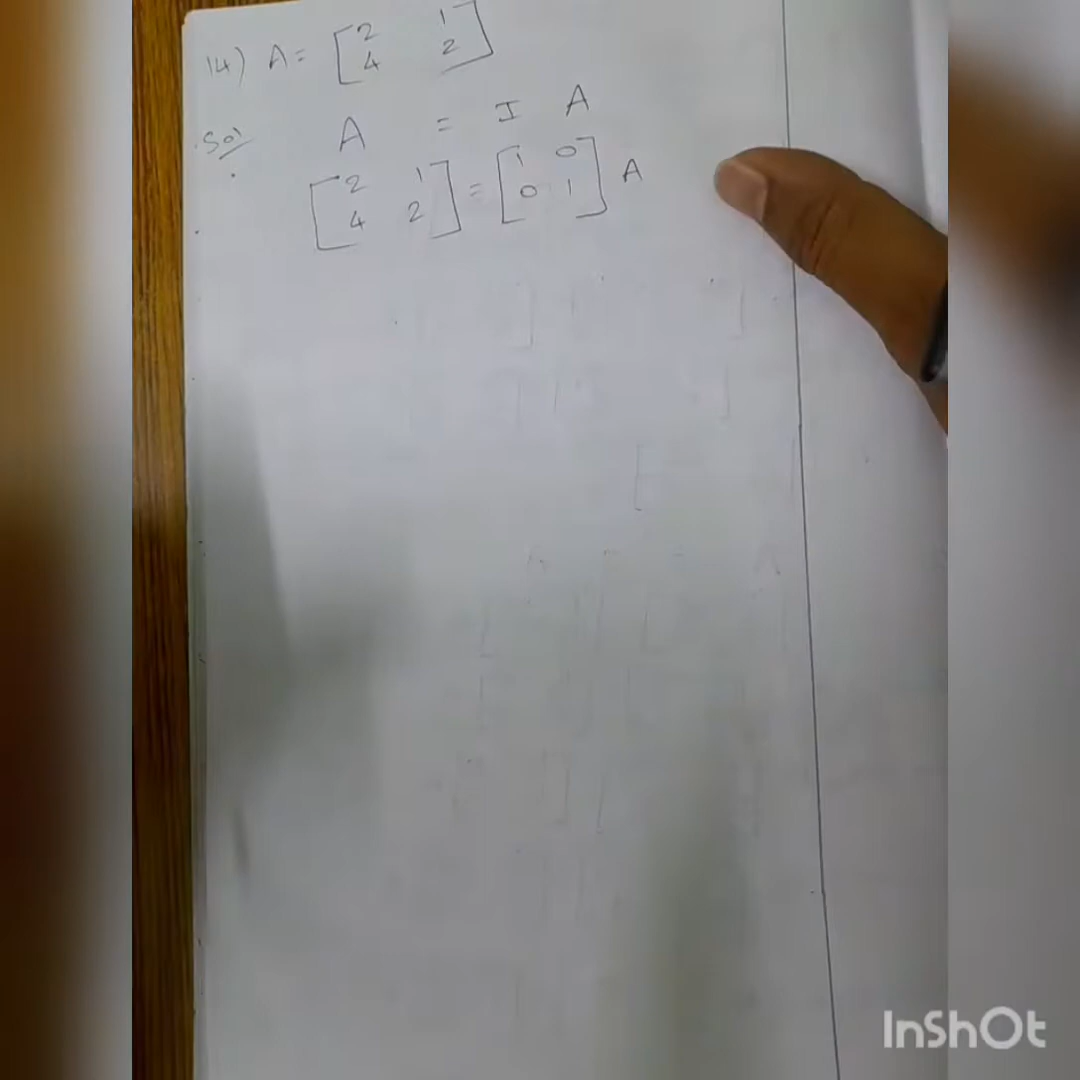 14) A = [ 2 1
4 2 ]
Sol A = I A
[ 2 1
4 2 ] = [ 1 0
0 1 ] A
InShOt